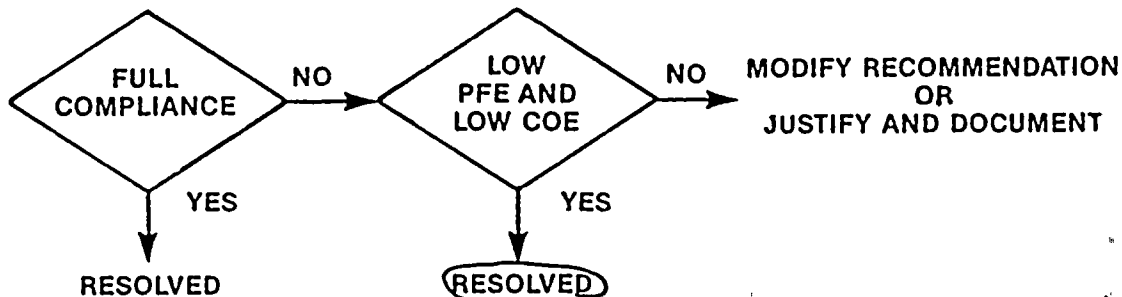 FULL
COMPLIANCE
NO
LOW
PFE AND
LOW COE
NO
MODIFY RECOMMENDATION
OR
JUSTIFY AND DOCUMENT
YES
YES
RESOLVED
RESOLVED